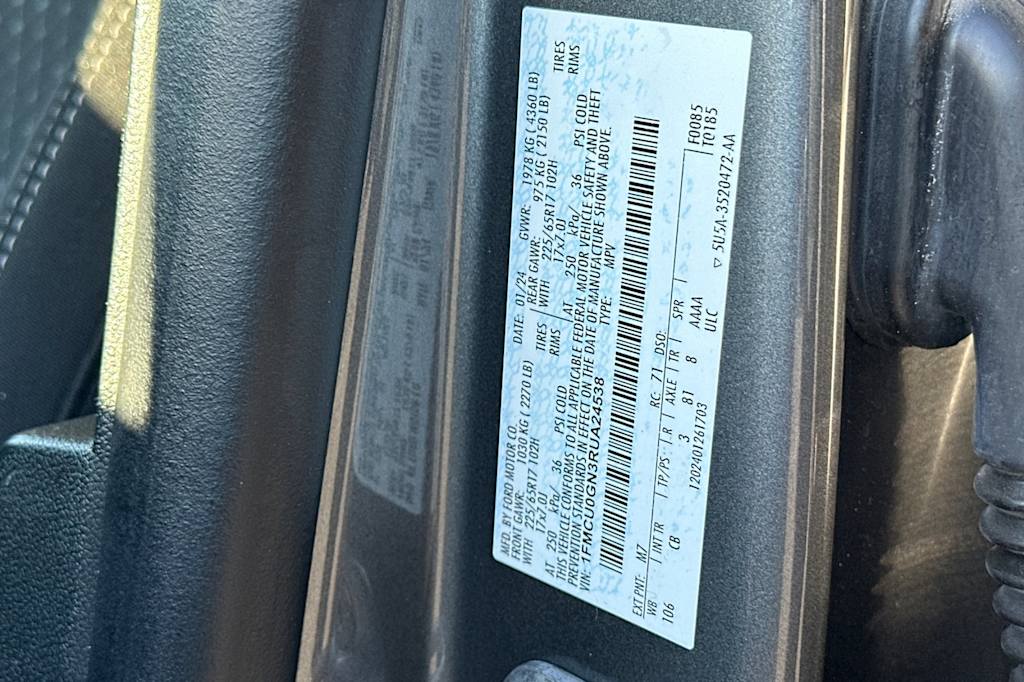 MFD. BY FORD MOTOR CO.
DATE: 01/24 GVWR: 1978 KG ( 4360 LB)
FRONT GAWR: 1030 KG ( 2270 LB) REAR GAWR: 975 KG ( 2150 LB)
WITH 225/65R17 102H TIRES WITH 225/65R17 102H TIRES
17x7.0J RIMS 17x7.0J RIMS
AT 250 kPa/ 36 PSI COLD AT 250 kPa/ 36 PSI COLD
THIS VEHICLE CONFORMS TO ALL APPLICABLE FEDERAL MOTOR VEHICLE SAFETY AND THEFT
PREVENTION STANDARDS IN EFFECT ON THE DATE OF MANUFACTURE SHOWN ABOVE.
VIN: 1FMCU0GN3RUA24538 TYPE: MPV
EXT PNT: M7 RC: 71 DSO: F0085
WB INT TR TP/PS R AXLE TR SPR T0185
106 CB 3 81 8 AAAA
ULC
1202401261703 5U5A-3520472-AA